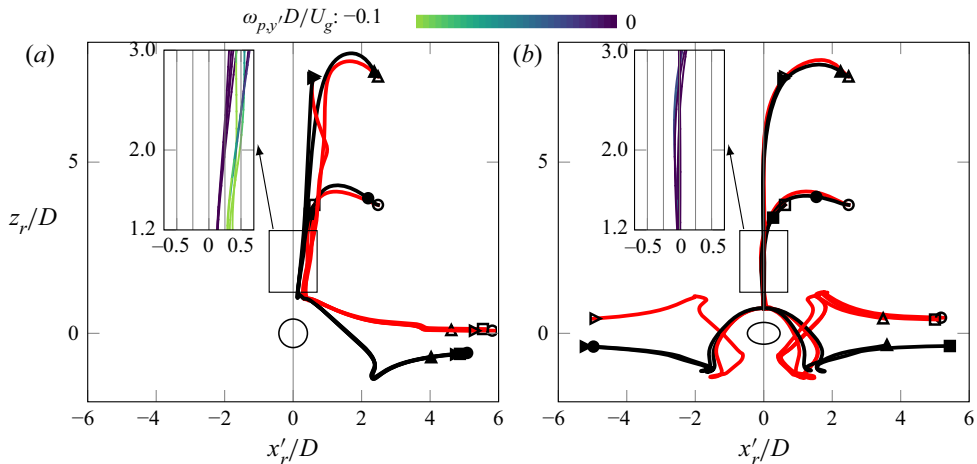 ω_{p,y′}D/U_g: −0.1 0
(a) (b)
3.0 3.0
2.0 2.0
1.2 1.2
−0.5 0 0.5 −0.5 0 0.5
5 5
z_r/D
0 0
−6 −4 −2 0 2 4 6 −6 −4 −2 0 2 4 6
x′_r/D x′_r/D